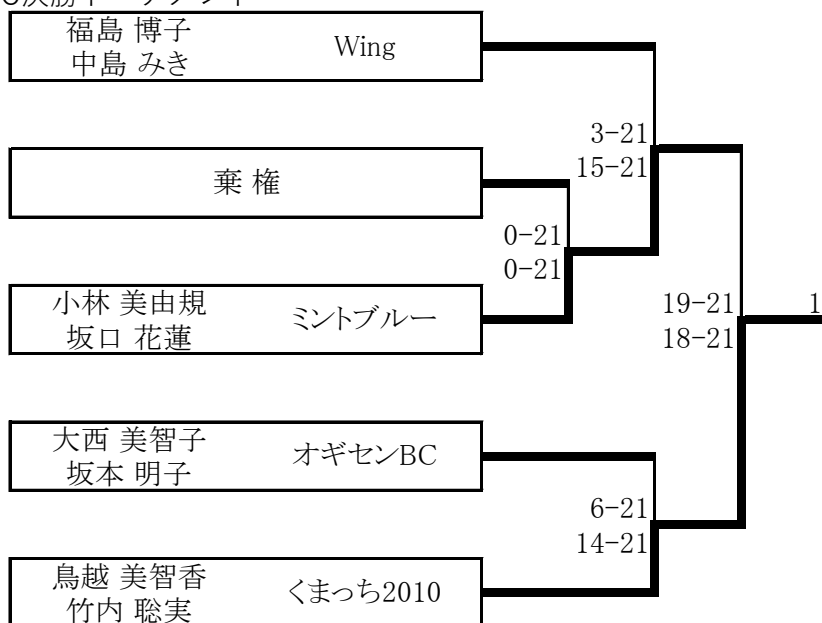 福島 博子
中島 みき
Wing
3-21
15-21
棄 権
0-21
0-21
小林 美由規
坂口 花蓮
ミントブルー
19-21
18-21
1
大西 美智子
坂本 明子
オギセンBC
6-21
14-21
鳥越 美智香
竹内 聡実
くまっち2010